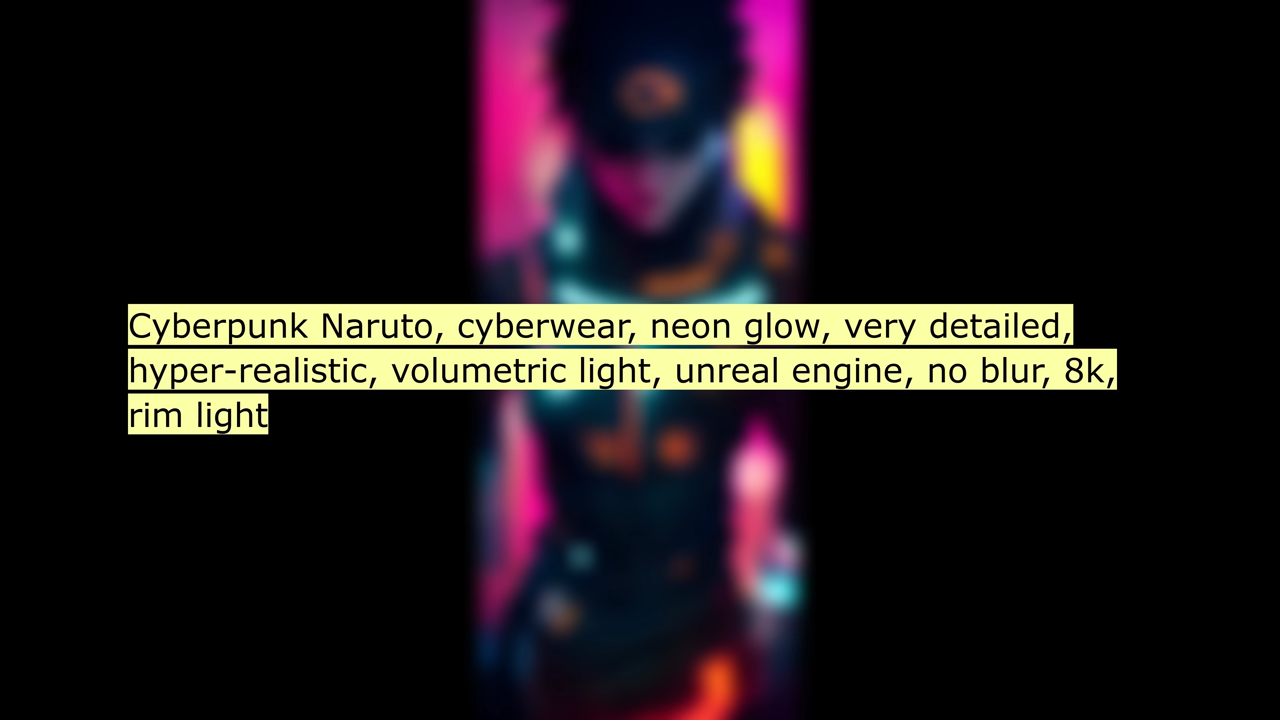 Cyberpunk Naruto, cyberwear, neon glow, very detailed,
hyper-realistic, volumetric light, unreal engine, no blur, 8k,
rim light